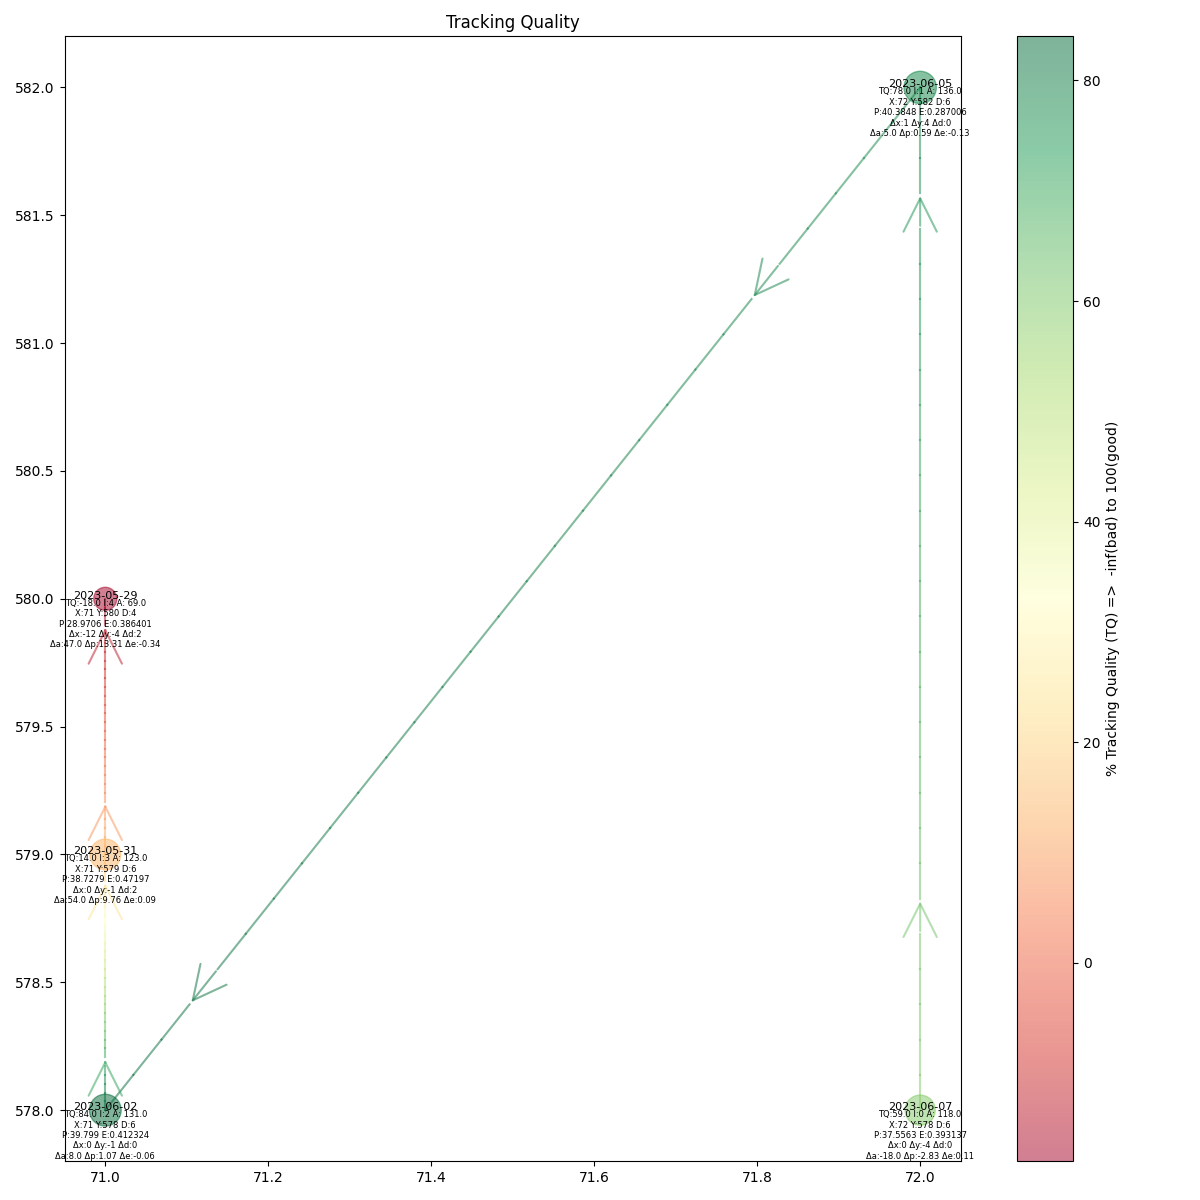 Tracking Quality
582.0
581.5
581.0
580.5
580.0
579.5
579.0
578.5
578.0
71.0
71.2
71.4
71.6
71.8
72.0
2023-06-05
TQ:78.0 I:1 A: 136.0
X:72 Y:582 D:6
P:40.3848 E:0.287006
Δx:1 Δy:4 Δd:0
Δa:5.0 Δp:0.59 Δe:-0.13
2023-05-29
TQ:-18.0 I:4 A: 69.0
X:71 Y:580 D:4
P:28.9706 E:0.386401
Δx:-12 Δy:-4 Δd:2
Δa:47.0 Δp:13.31 Δe:-0.34
2023-05-31
TQ:14.0 I:3 A: 123.0
X:71 Y:579 D:6
P:38.7279 E:0.47197
Δx:0 Δy:-1 Δd:2
Δa:54.0 Δp:9.76 Δe:0.09
2023-06-02
TQ:84.0 I:2 A: 131.0
X:71 Y:578 D:6
P:39.799 E:0.412324
Δx:0 Δy:-1 Δd:0
Δa:8.0 Δp:1.07 Δe:-0.06
2023-06-07
TQ:59.0 I:0 A: 118.0
X:72 Y:578 D:6
P:37.5563 E:0.393137
Δx:0 Δy:-4 Δd:0
Δa:-18.0 Δp:-2.83 Δe:0.11
80
60
40
20
0
% Tracking Quality (TQ) => -inf(bad) to 100(good)